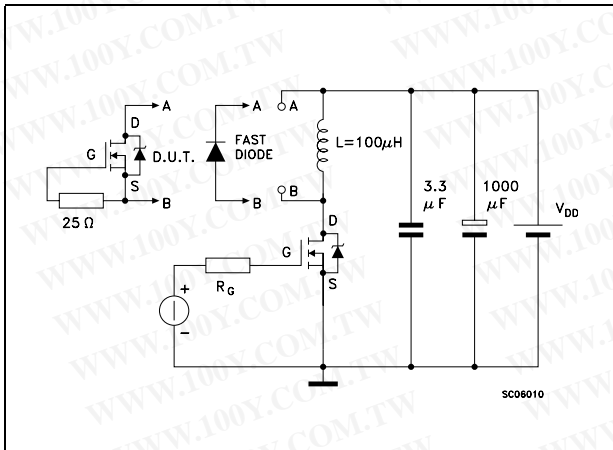 WWW.100Y.COM.TW
A
A
A
D
G
D.U.T.
FAST
DIODE
L=100μH
S
B
B
B
25 Ω
D
G
S
RG
+
-
3.3
μF
1000
μF
VDD
SC06010